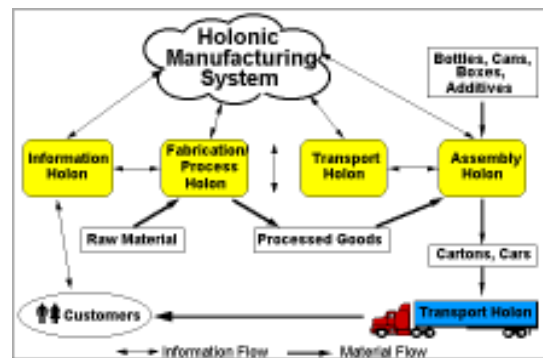 Holonic
Manufacturing
System
Bottles, Cans,
Boxes,
Additives
Information
Holon
Fabrication/
Process
Holon
Transport
Holon
Assembly
Holon
Raw Material
Processed Goods
Cartons, Cars
Customers
Transport Holon
Information Flow
Material Flow